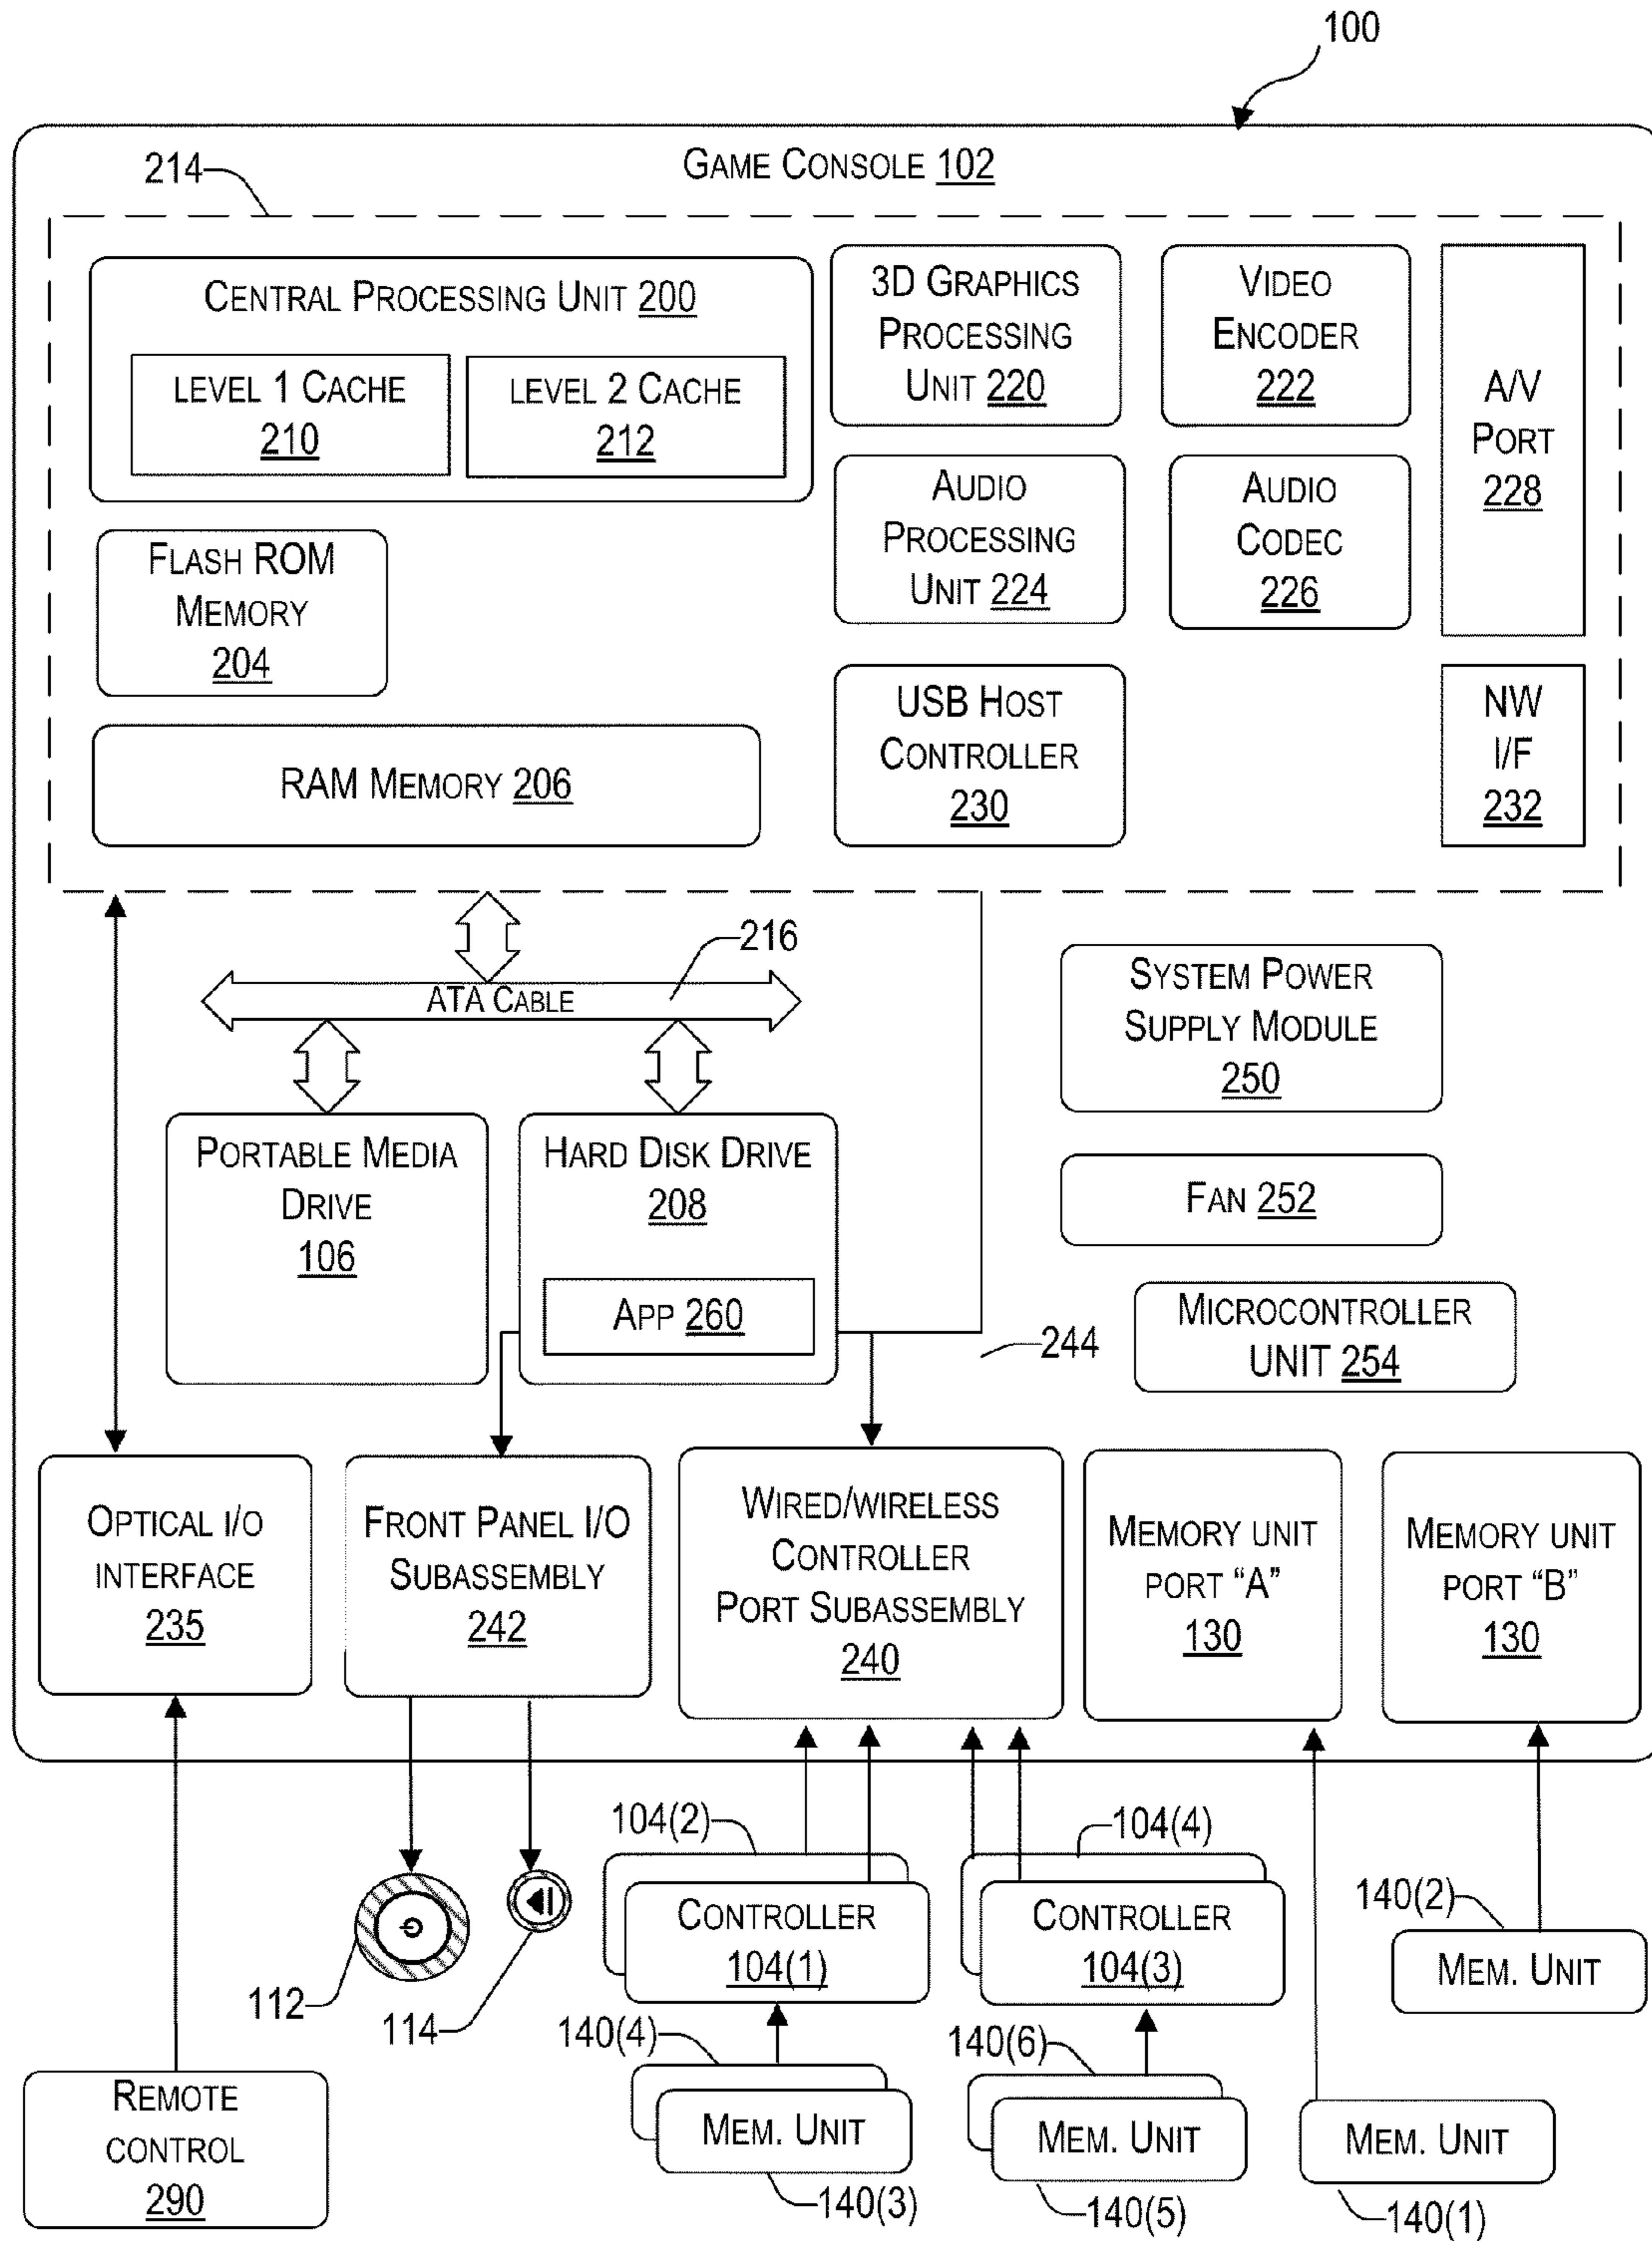 100
GAME CONSOLE 102
214
CENTRAL PROCESSING UNIT 200
LEVEL 1 CACHE
210
LEVEL 2 CACHE
212
3D GRAPHICS
PROCESSING
UNIT 220
VIDEO
ENCODER
222
A/V
PORT
228
AUDIO
PROCESSING
UNIT 224
AUDIO
CODEC
226
FLASH ROM
MEMORY
204
RAM MEMORY 206
USB HOST
CONTROLLER
230
NW
I/F
232
216
ATA CABLE
SYSTEM POWER
SUPPLY MODULE
250
PORTABLE MEDIA
DRIVE
106
HARD DISK DRIVE
208
APP 260
FAN 252
MICROCONTROLLER
UNIT 254
244
OPTICAL I/O
INTERFACE
235
FRONT PANEL I/O
SUBASSEMBLY
242
WIRED/WIRELESS
CONTROLLER
PORT SUBASSEMBLY
240
MEMORY UNIT
PORT “A”
130
MEMORY UNIT
PORT “B”
130
104(2)
104(4)
CONTROLLER
104(1)
CONTROLLER
104(3)
140(2)
MEM. UNIT
112
114
140(4)
140(6)
REMOTE
CONTROL
290
MEM. UNIT
MEM. UNIT
MEM. UNIT
140(3)
140(5)
140(1)